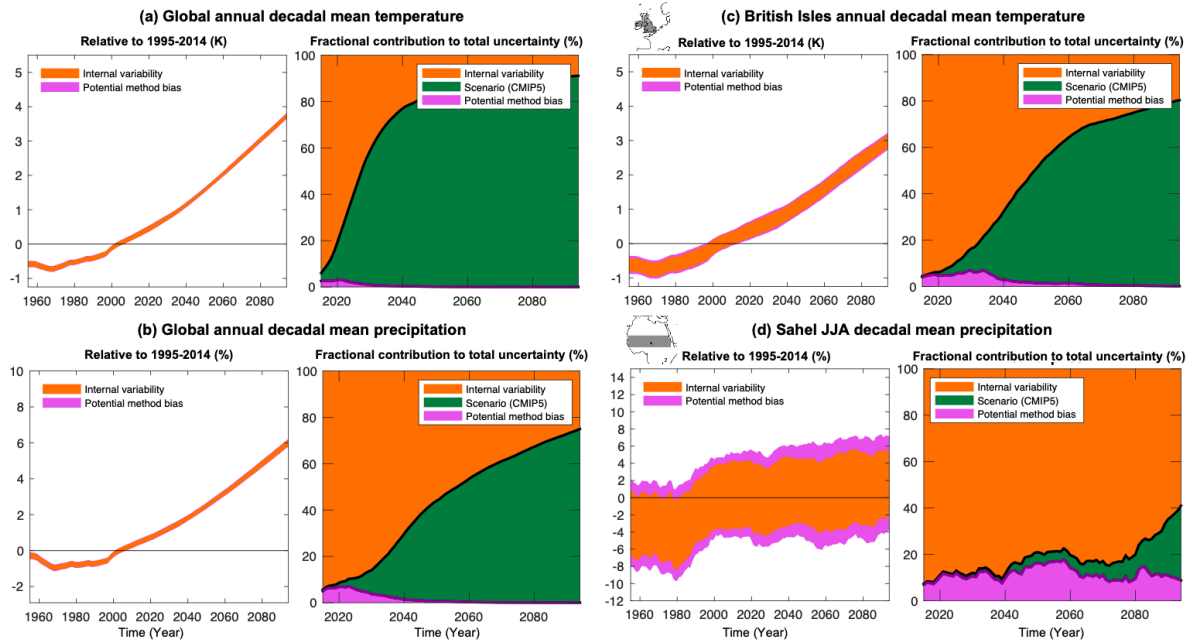 (a) Global annual decadal mean temperature
Relative to 1995-2014 (K)
Fractional contribution to total uncertainty (%)
5
4
3
2
1
0
-1
Internal variability
Potential method bias
1960 1980 2000 2020 2040 2060 2080
100
80
60
40
20
0
Internal variability
Scenario (CMIP5)
Potential method bias
2020 2040 2060 2080
(c) British Isles annual decadal mean temperature
Relative to 1995-2014 (K)
Fractional contribution to total uncertainty (%)
5
4
3
2
1
0
-1
Internal variability
Potential method bias
1960 1980 2000 2020 2040 2060 2080
100
80
60
40
20
0
Internal variability
Scenario (CMIP5)
Potential method bias
2020 2040 2060 2080
(b) Global annual decadal mean precipitation
Relative to 1995-2014 (%)
Fractional contribution to total uncertainty (%)
10
8
6
4
2
0
-2
Internal variability
Potential method bias
1960 1980 2000 2020 2040 2060 2080
Time (Year)
100
80
60
40
20
0
Internal variability
Scenario (CMIP5)
Potential method bias
2020 2040 2060 2080
Time (Year)
(d) Sahel JJA decadal mean precipitation
Relative to 1995-2014 (%)
Fractional contribution to total uncertainty (%)
14
12
10
8
6
4
2
0
-2
-4
-6
-8
-10
-12
Internal variability
Potential method bias
1960 1980 2000 2020 2040 2060 2080
Time (Year)
100
80
60
40
20
0
Internal variability
Scenario (CMIP5)
Potential method bias
2020 2040 2060 2080
Time (Year)